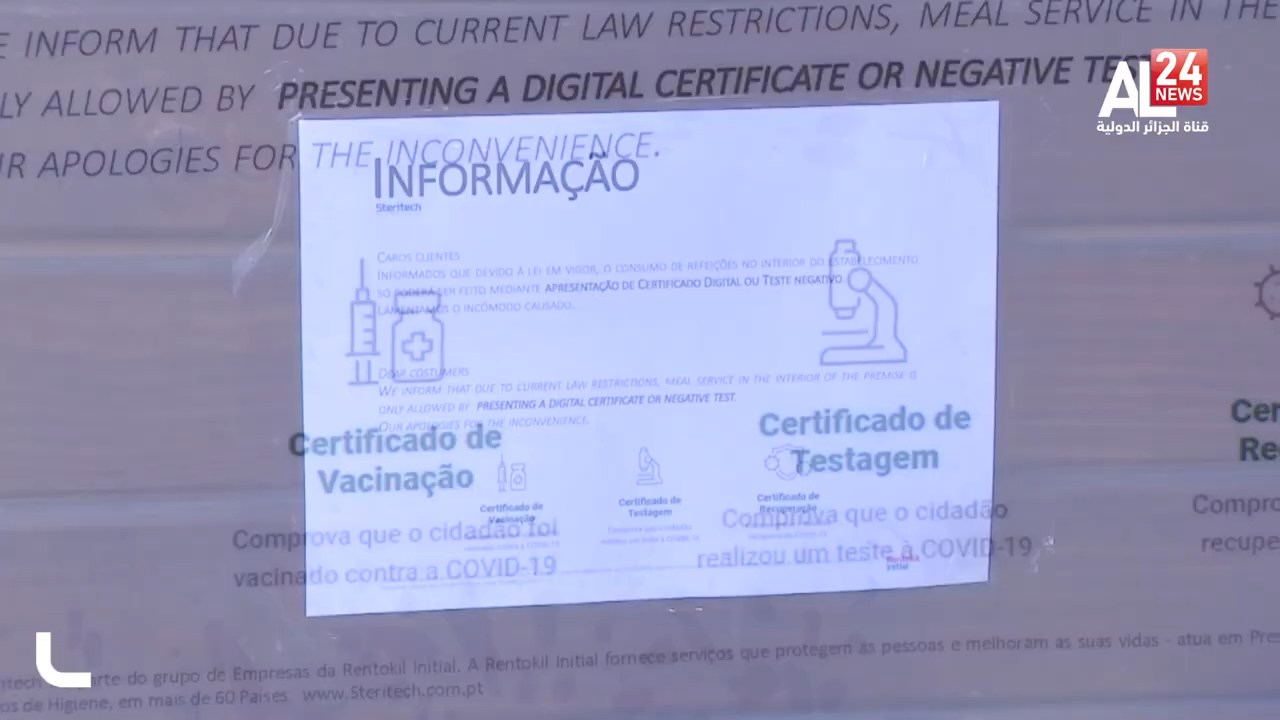 E INFORM THAT DUE TO CURRENT LAW RESTRICTIONS, MEAL SERVICE IN THE
LY ALLOWED BY PRESENTING A DIGITAL CERTIFICATE OR NEGATIVE TE
UR APOLOGIES FOR THE INCONVENIENCE.
AL 24 NEWS
قناة الجزائر الدولية
INFORMAÇÃO
Steritech
CAROS CLIENTES
INFORMADOS QUE DEVIDO À LEI EM VIGOR, O CONSUMO DE REFEIÇÕES NO INTERIOR DO ESTABELECIMENTO
SÓ PODERÁ SER FEITO MEDIANTE APRESENTAÇÃO DE CERTIFICADO DIGITAL OU TESTE NEGATIVO.
LAMENTAMOS O INCÓMODO CAUSADO.
DEAR COSTUMERS
WE INFORM THAT DUE TO CURRENT LAW RESTRICTIONS, MEAL SERVICE IN THE INTERIOR OF THE PREMISE IS
ONLY ALLOWED BY PRESENTING A DIGITAL CERTIFICATE OR NEGATIVE TEST.
OUR APOLOGIES FOR THE INCONVENIENCE.
Certificado de Vacinação
Certificado de Testagem
Certificado de Recuperação
Rentokil Initial
Certificado de Vacinação
Certificado de Testagem
Cer
Re
Comprova que o cidadão foi
vacinado contra a COVID-19
Comprova que o cidadão
realizou um teste à COVID-19
Compro
recupe
ritech parte do grupo de Empresas da Rentokil Initial. A Rentokil Initial fornece serviços que protegem as pessoas e melhoram as suas vidas - atua em Pres
os de Higiene, em mais de 60 Países. www.Steritech.com.pt